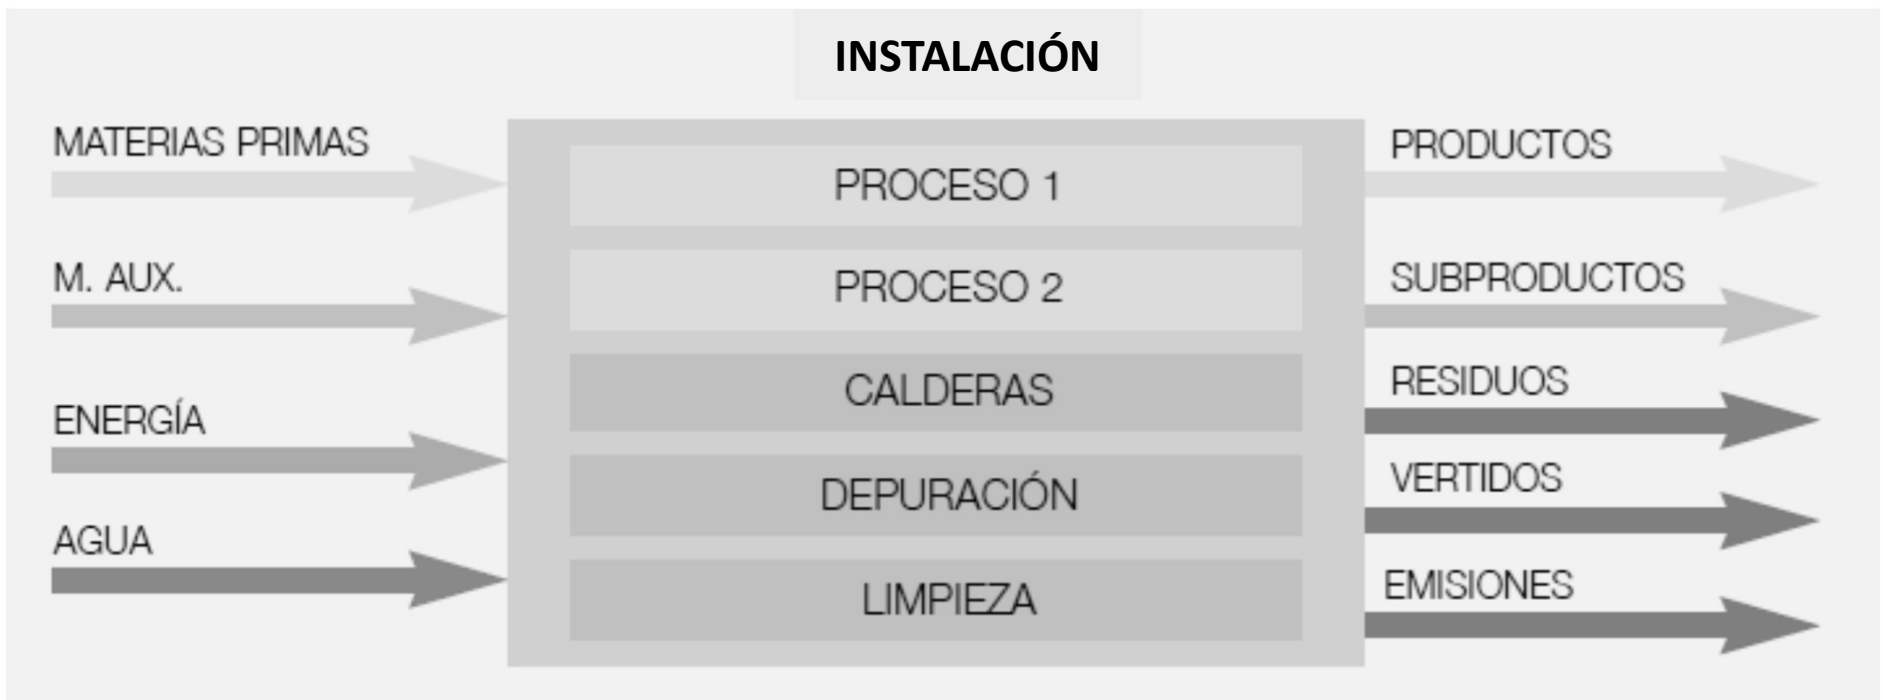 INSTALACIÓN
MATERIAS PRIMAS
M. AUX.
ENERGÍA
AGUA
PROCESO 1
PROCESO 2
CALDERAS
DEPURACIÓN
LIMPIEZA
PRODUCTOS
SUBPRODUCTOS
RESIDUOS
VERTIDOS
EMISIONES